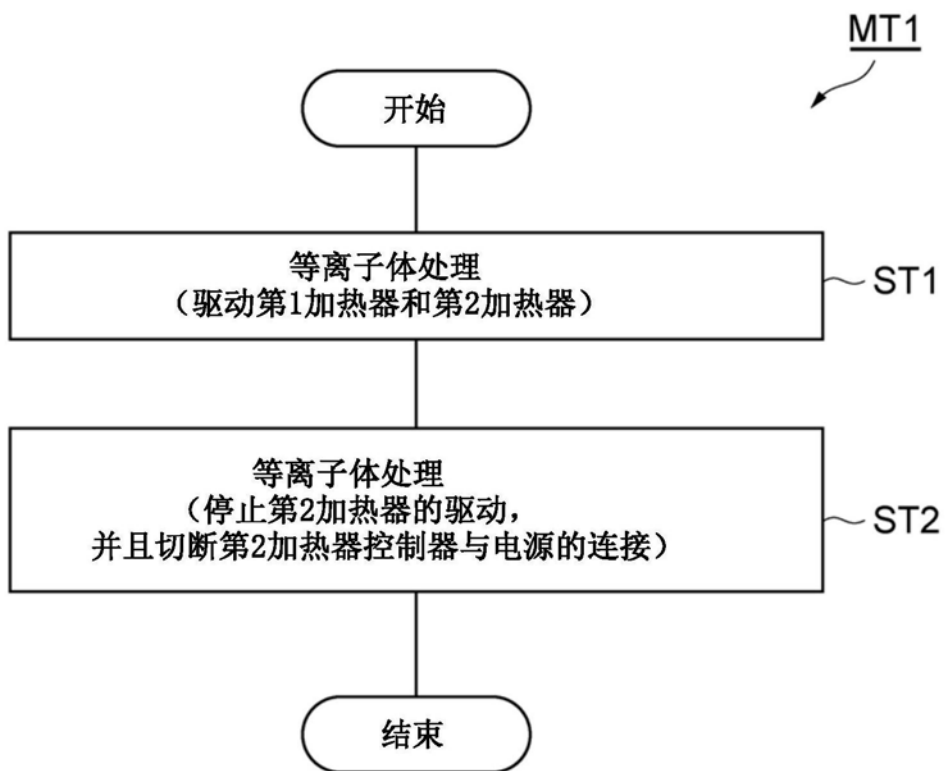 MT1
开始
等离子体处理
（驱动第1加热器和第2加热器）
ST1
等离子体处理
（停止第2加热器的驱动，
并且切断第2加热器控制器与电源的连接）
ST2
结束